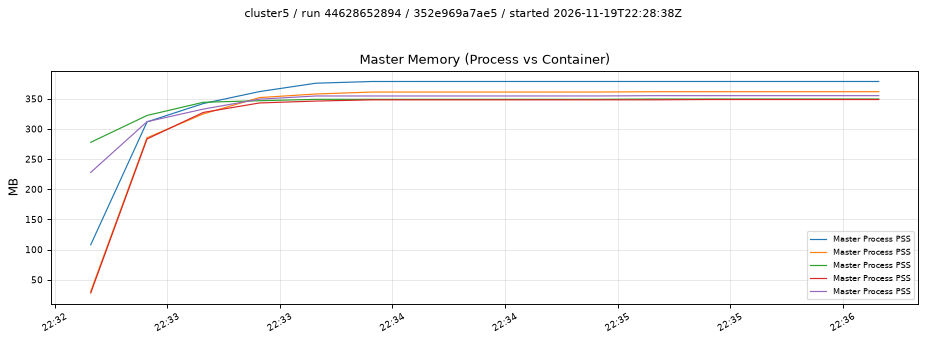 cluster5 / run 44628652894 / 352e969a7ae5 / started 2026-11-19T22:28:38Z
Master Memory (Process vs Container)
MB
350
300
250
200
150
100
50
Master Process PSS
Master Process PSS
Master Process PSS
Master Process PSS
Master Process PSS
22:32
22:33
22:33
22:34
22:34
22:35
22:35
22:36